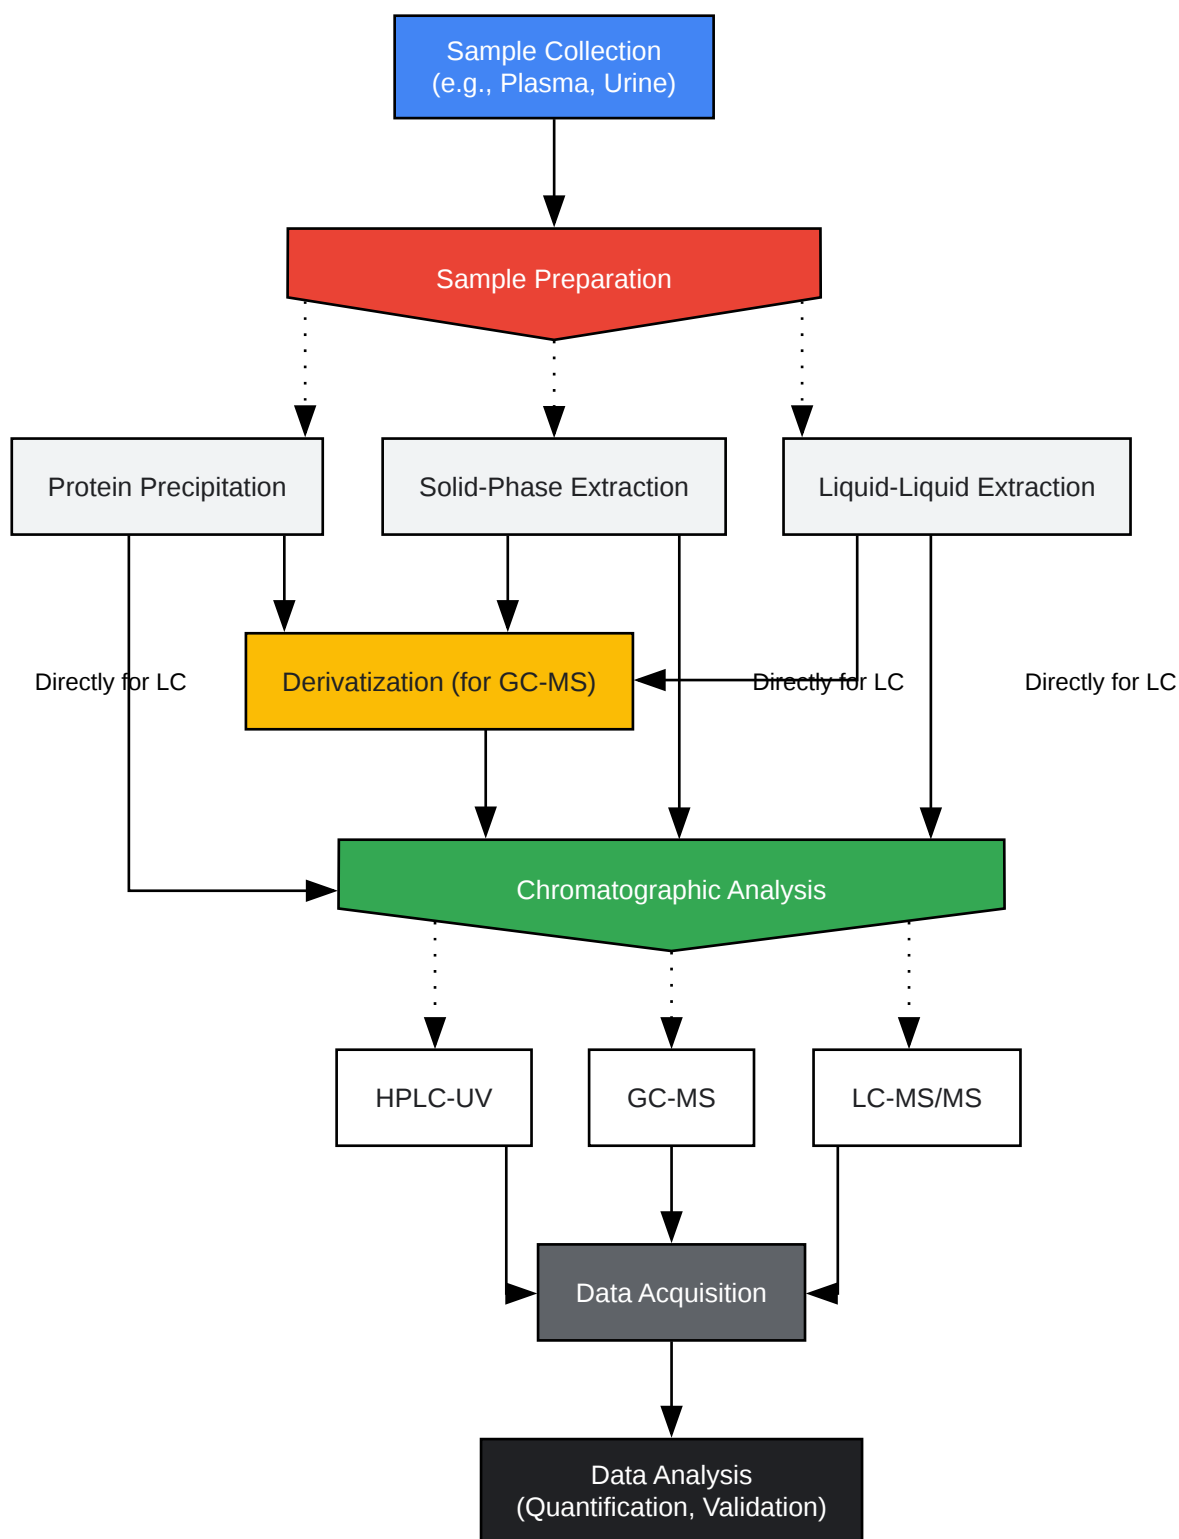 Sample Collection
(e.g., Plasma, Urine)
Sample Preparation
Protein Precipitation
Solid-Phase Extraction
Liquid-Liquid Extraction
Directly for LC
Derivatization (for GC-MS)
Directly for LC
Directly for LC
Chromatographic Analysis
HPLC-UV
GC-MS
LC-MS/MS
Data Acquisition
Data Analysis
(Quantification, Validation)